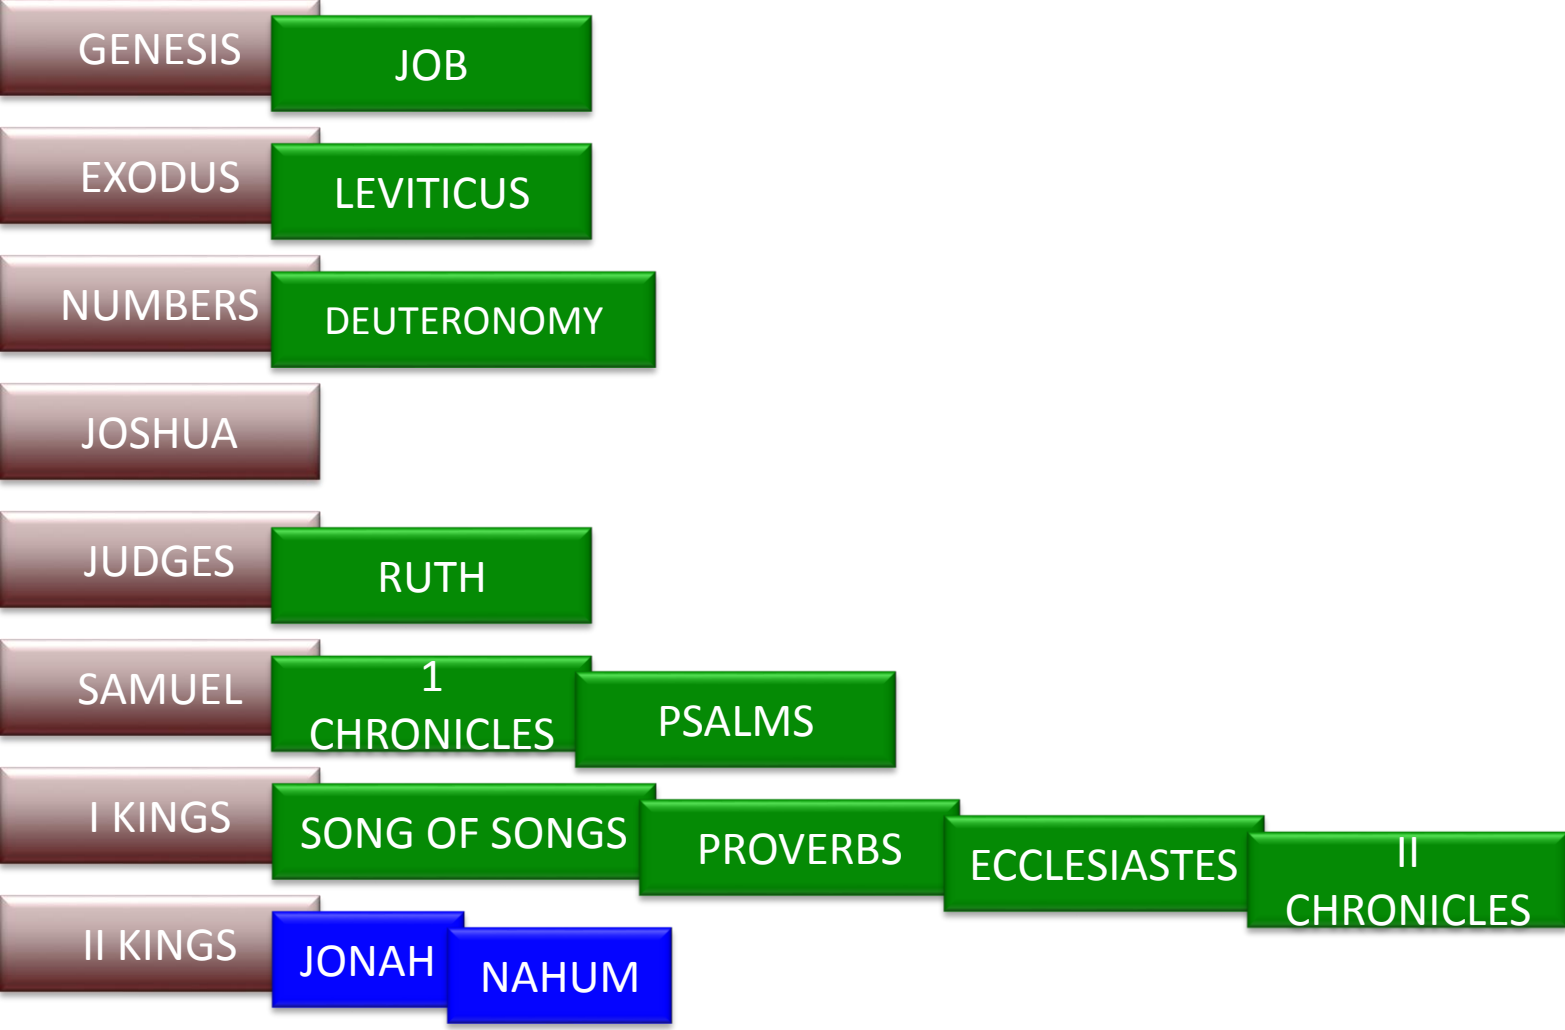 GENESIS
JOB
EXODUS
LEVITICUS
NUMBERS
DEUTERONOMY
JOSHUA
JUDGES
RUTH
SAMUEL
1
CHRONICLES
PSALMS
I KINGS
SONG OF SONGS
PROVERBS
ECCLESIASTES
II
CHRONICLES
II KINGS
JONAH
NAHUM